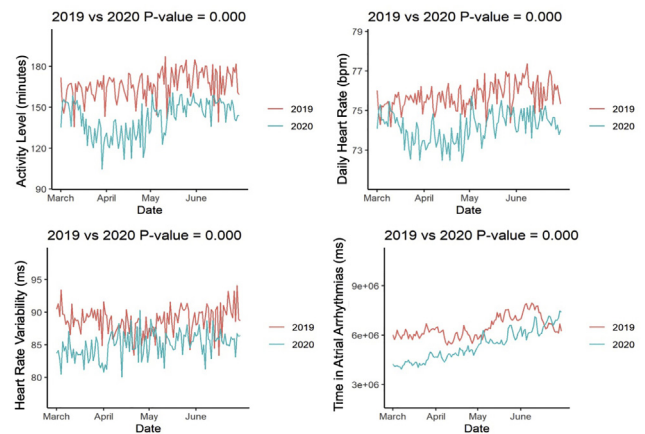 2019 vs 2020 P-value = 0.000
Activity Level (minutes)
180
150
120
90
March April May June
Date
2019
2020
2019 vs 2020 P-value = 0.000
Daily Heart Rate (bpm)
79
77
75
73
March April May June
Date
2019
2020
2019 vs 2020 P-value = 0.000
Heart Rate Variability (ms)
95
90
85
80
March April May June
Date
2019
2020
2019 vs 2020 P-value = 0.000
Time in Atrial Arrhythmias (ms)
9e+06
6e+06
3e+06
March April May June
Date
2019
2020